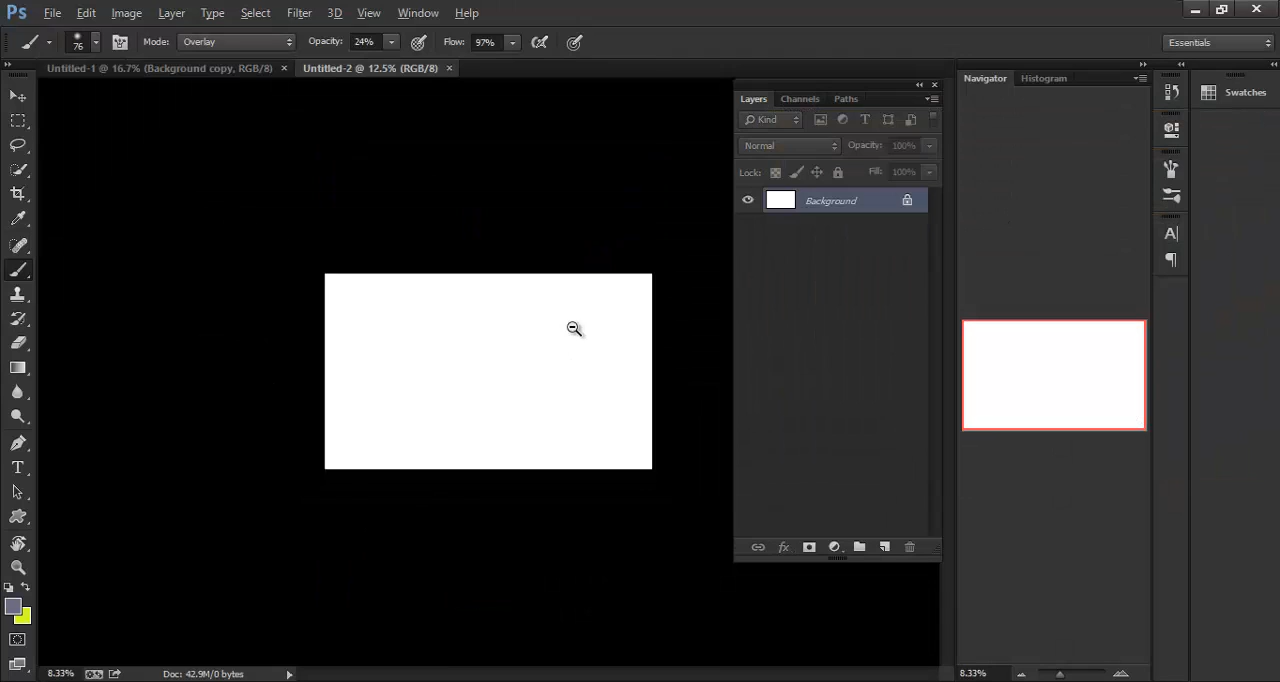 Ps File Edit Image Layer Type Select Filter 3D View Window Help
76 Mode: Overlay Opacity: 24% Flow: 97% Essentials
Untitled-1 @ 16.7% (Background copy, RGB/8) × Untitled-2 @ 12.5% (RGB/8) ×
Layers Channels Paths
Kind
Normal Opacity: 100%
Lock: Fill: 100%
Background
Navigator Histogram
Swatches
8.33% Doc: 42.9M/0 bytes
8.33%